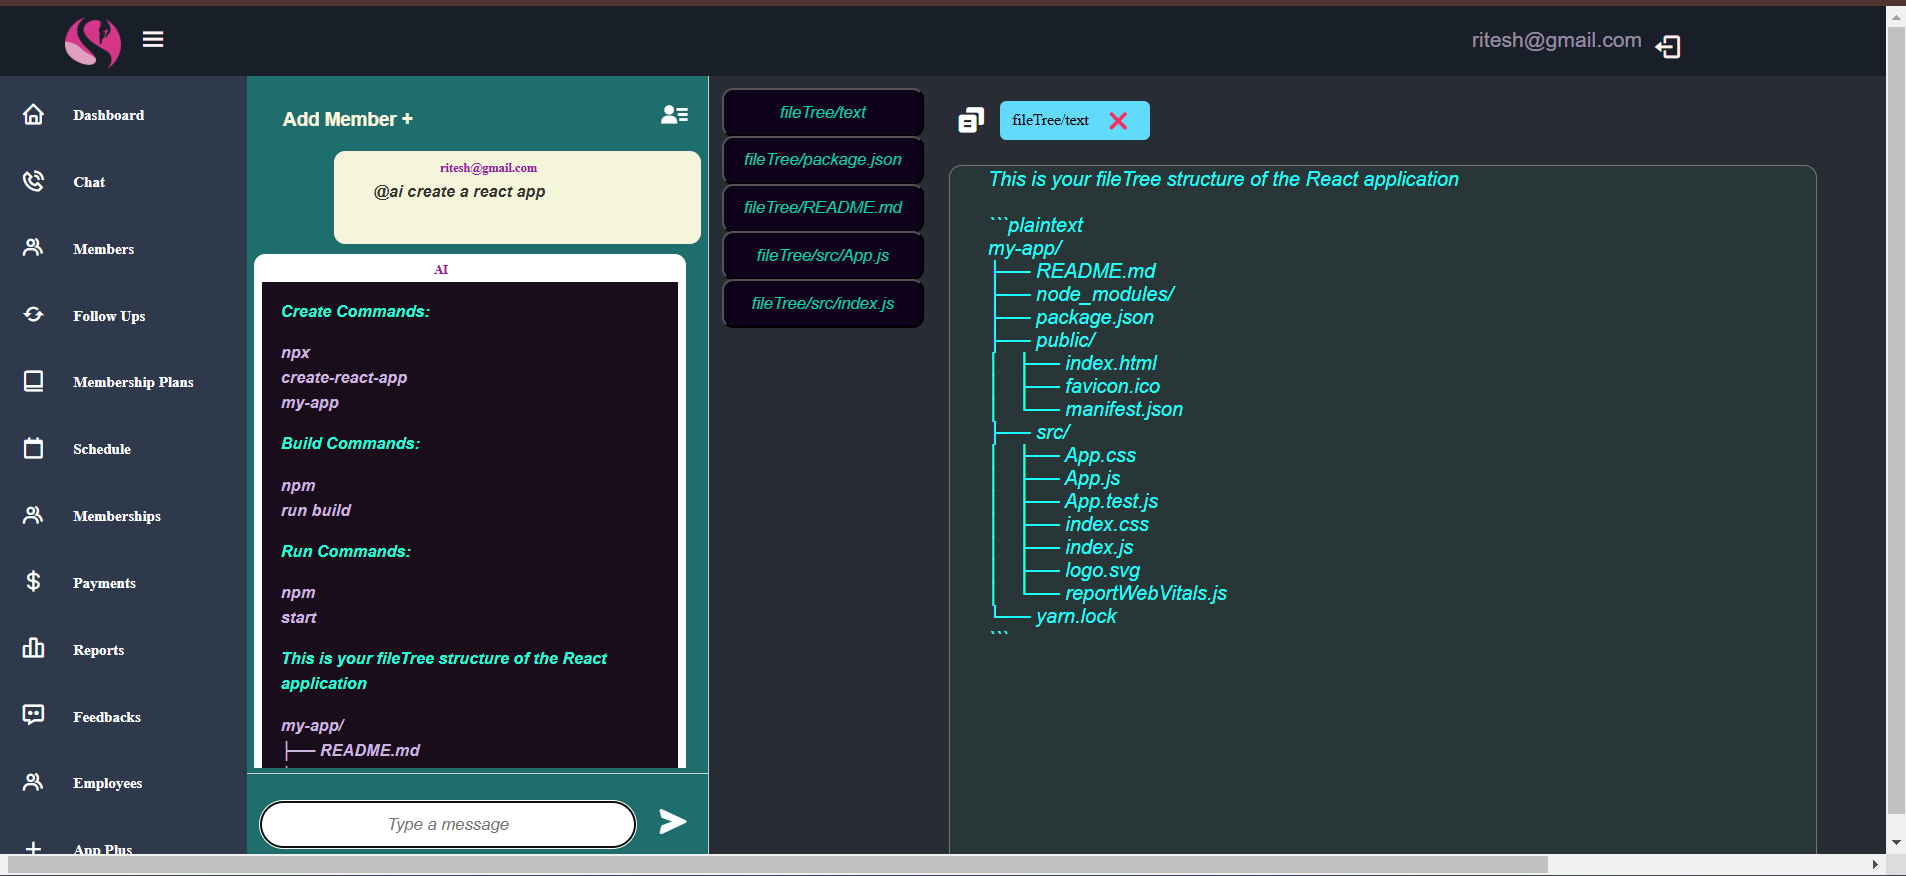 ritesh@gmail.com
Dashboard
Chat
Members
Follow Ups
Membership Plans
Schedule
Memberships
Payments
Reports
Feedbacks
Employees
App Plus
Add Member +
ritesh@gmail.com
@ai create a react app
AI
Create Commands:
npx
create-react-app
my-app
Build Commands:
npm
run build
Run Commands:
npm
start
This is your fileTree structure of the React
application
my-app/
├── README.md
Type a message
fileTree/text
fileTree/package.json
fileTree/README.md
fileTree/src/App.js
fileTree/src/index.js
fileTree/text
This is your fileTree structure of the React application
```plaintext
my-app/
├── README.md
├── node_modules/
├── package.json
├── public/
│   ├── index.html
│   ├── favicon.ico
│   └── manifest.json
├── src/
│   ├── App.css
│   ├── App.js
│   ├── App.test.js
│   ├── index.css
│   ├── index.js
│   ├── logo.svg
│   └── reportWebVitals.js
└── yarn.lock
```